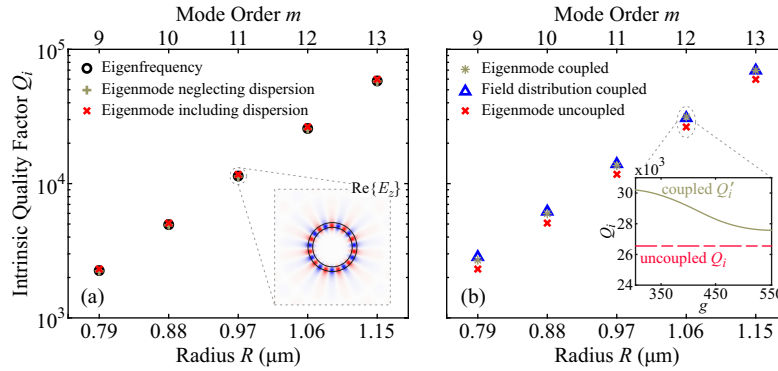 Mode Order m
9 10 11 12 13
10^5
10^4
10^3
Intrinsic Quality Factor Q_i
Eigenfrequency
Eigenmode neglecting dispersion
Eigenmode including dispersion
Re{E_z}
(a)
0.79 0.88 0.97 1.06 1.15
Radius R (μm)
Mode Order m
9 10 11 12 13
Eigenmode coupled
Field distribution coupled
Eigenmode uncoupled
x10^3
30
28
26
24
Q_i
coupled Q_i'
uncoupled Q_i
350 450 550
g
(b)
0.79 0.88 0.97 1.06 1.15
Radius R (μm)